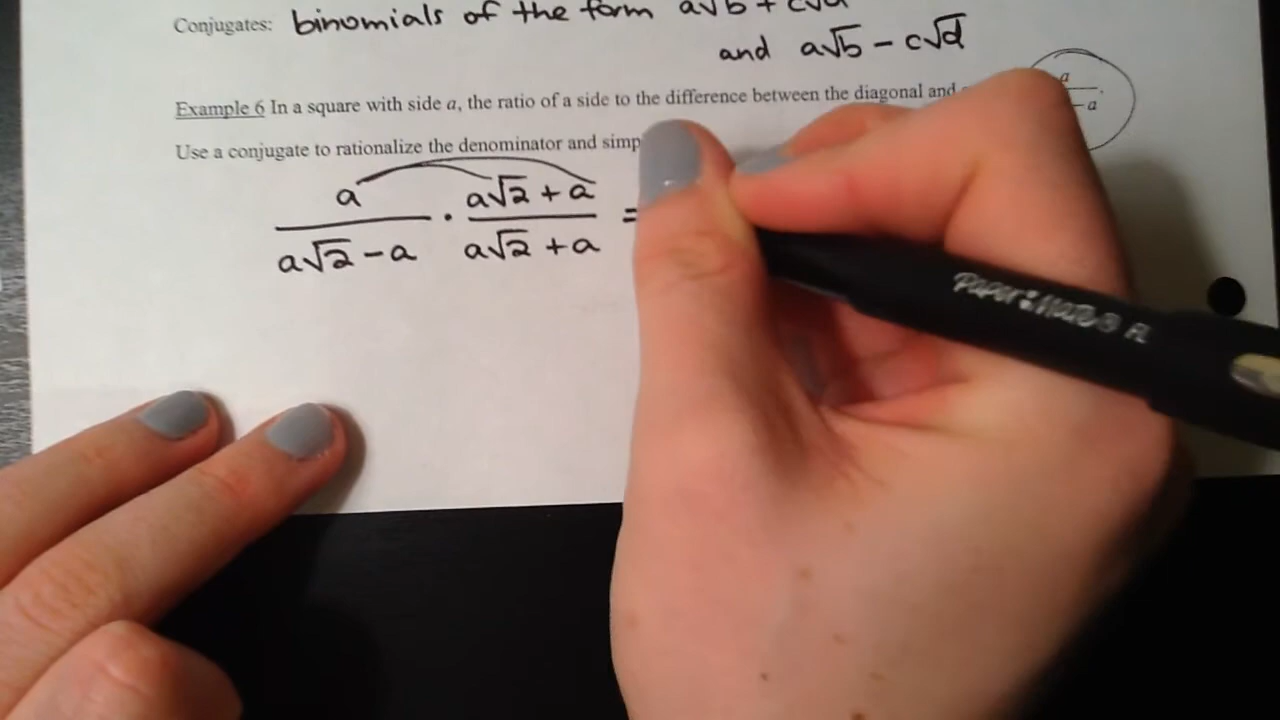 Conjugates: binomials of the form a√b + c√d
and a√b - c√d
Example 6 In a square with side a, the ratio of a side to the difference between the diagonal and
a
- a
.
Use a conjugate to rationalize the denominator and simp
a / (a√2 - a) · (a√2 + a) / (a√2 + a) =
Paper:Mate® FL